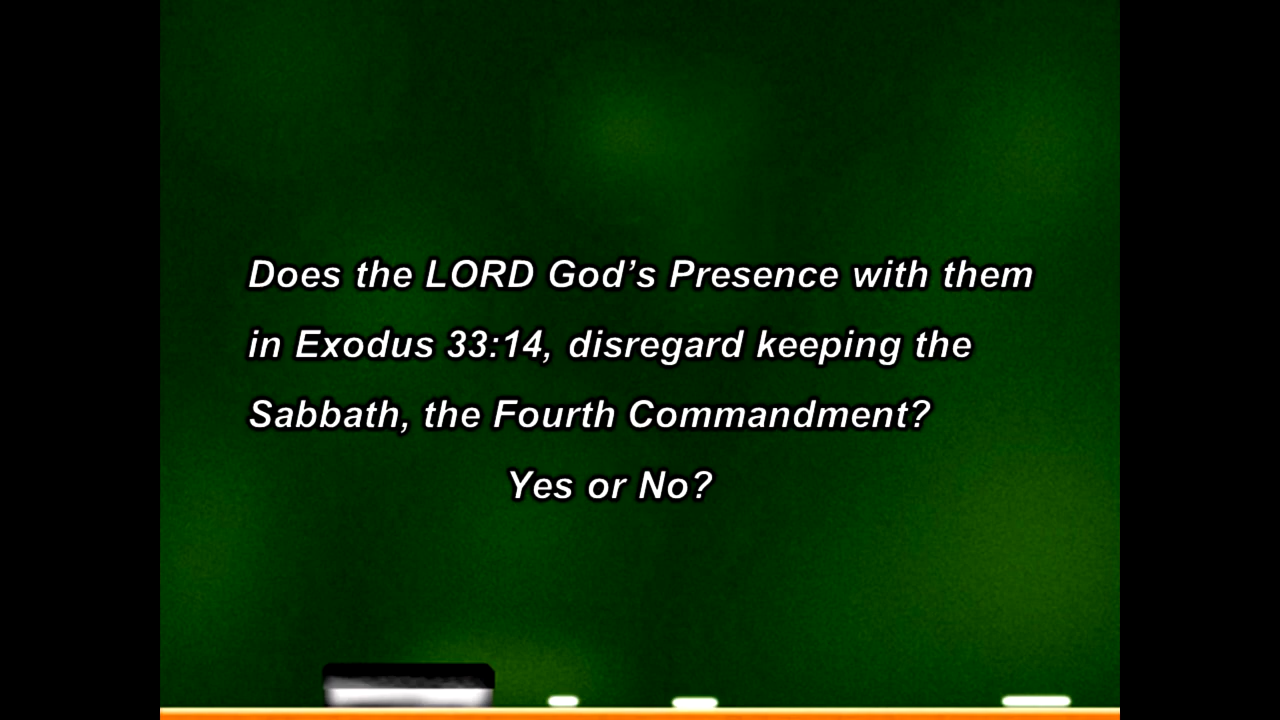 Does the LORD God’s Presence with them
in Exodus 33:14, disregard keeping the
Sabbath, the Fourth Commandment?
Yes or No?